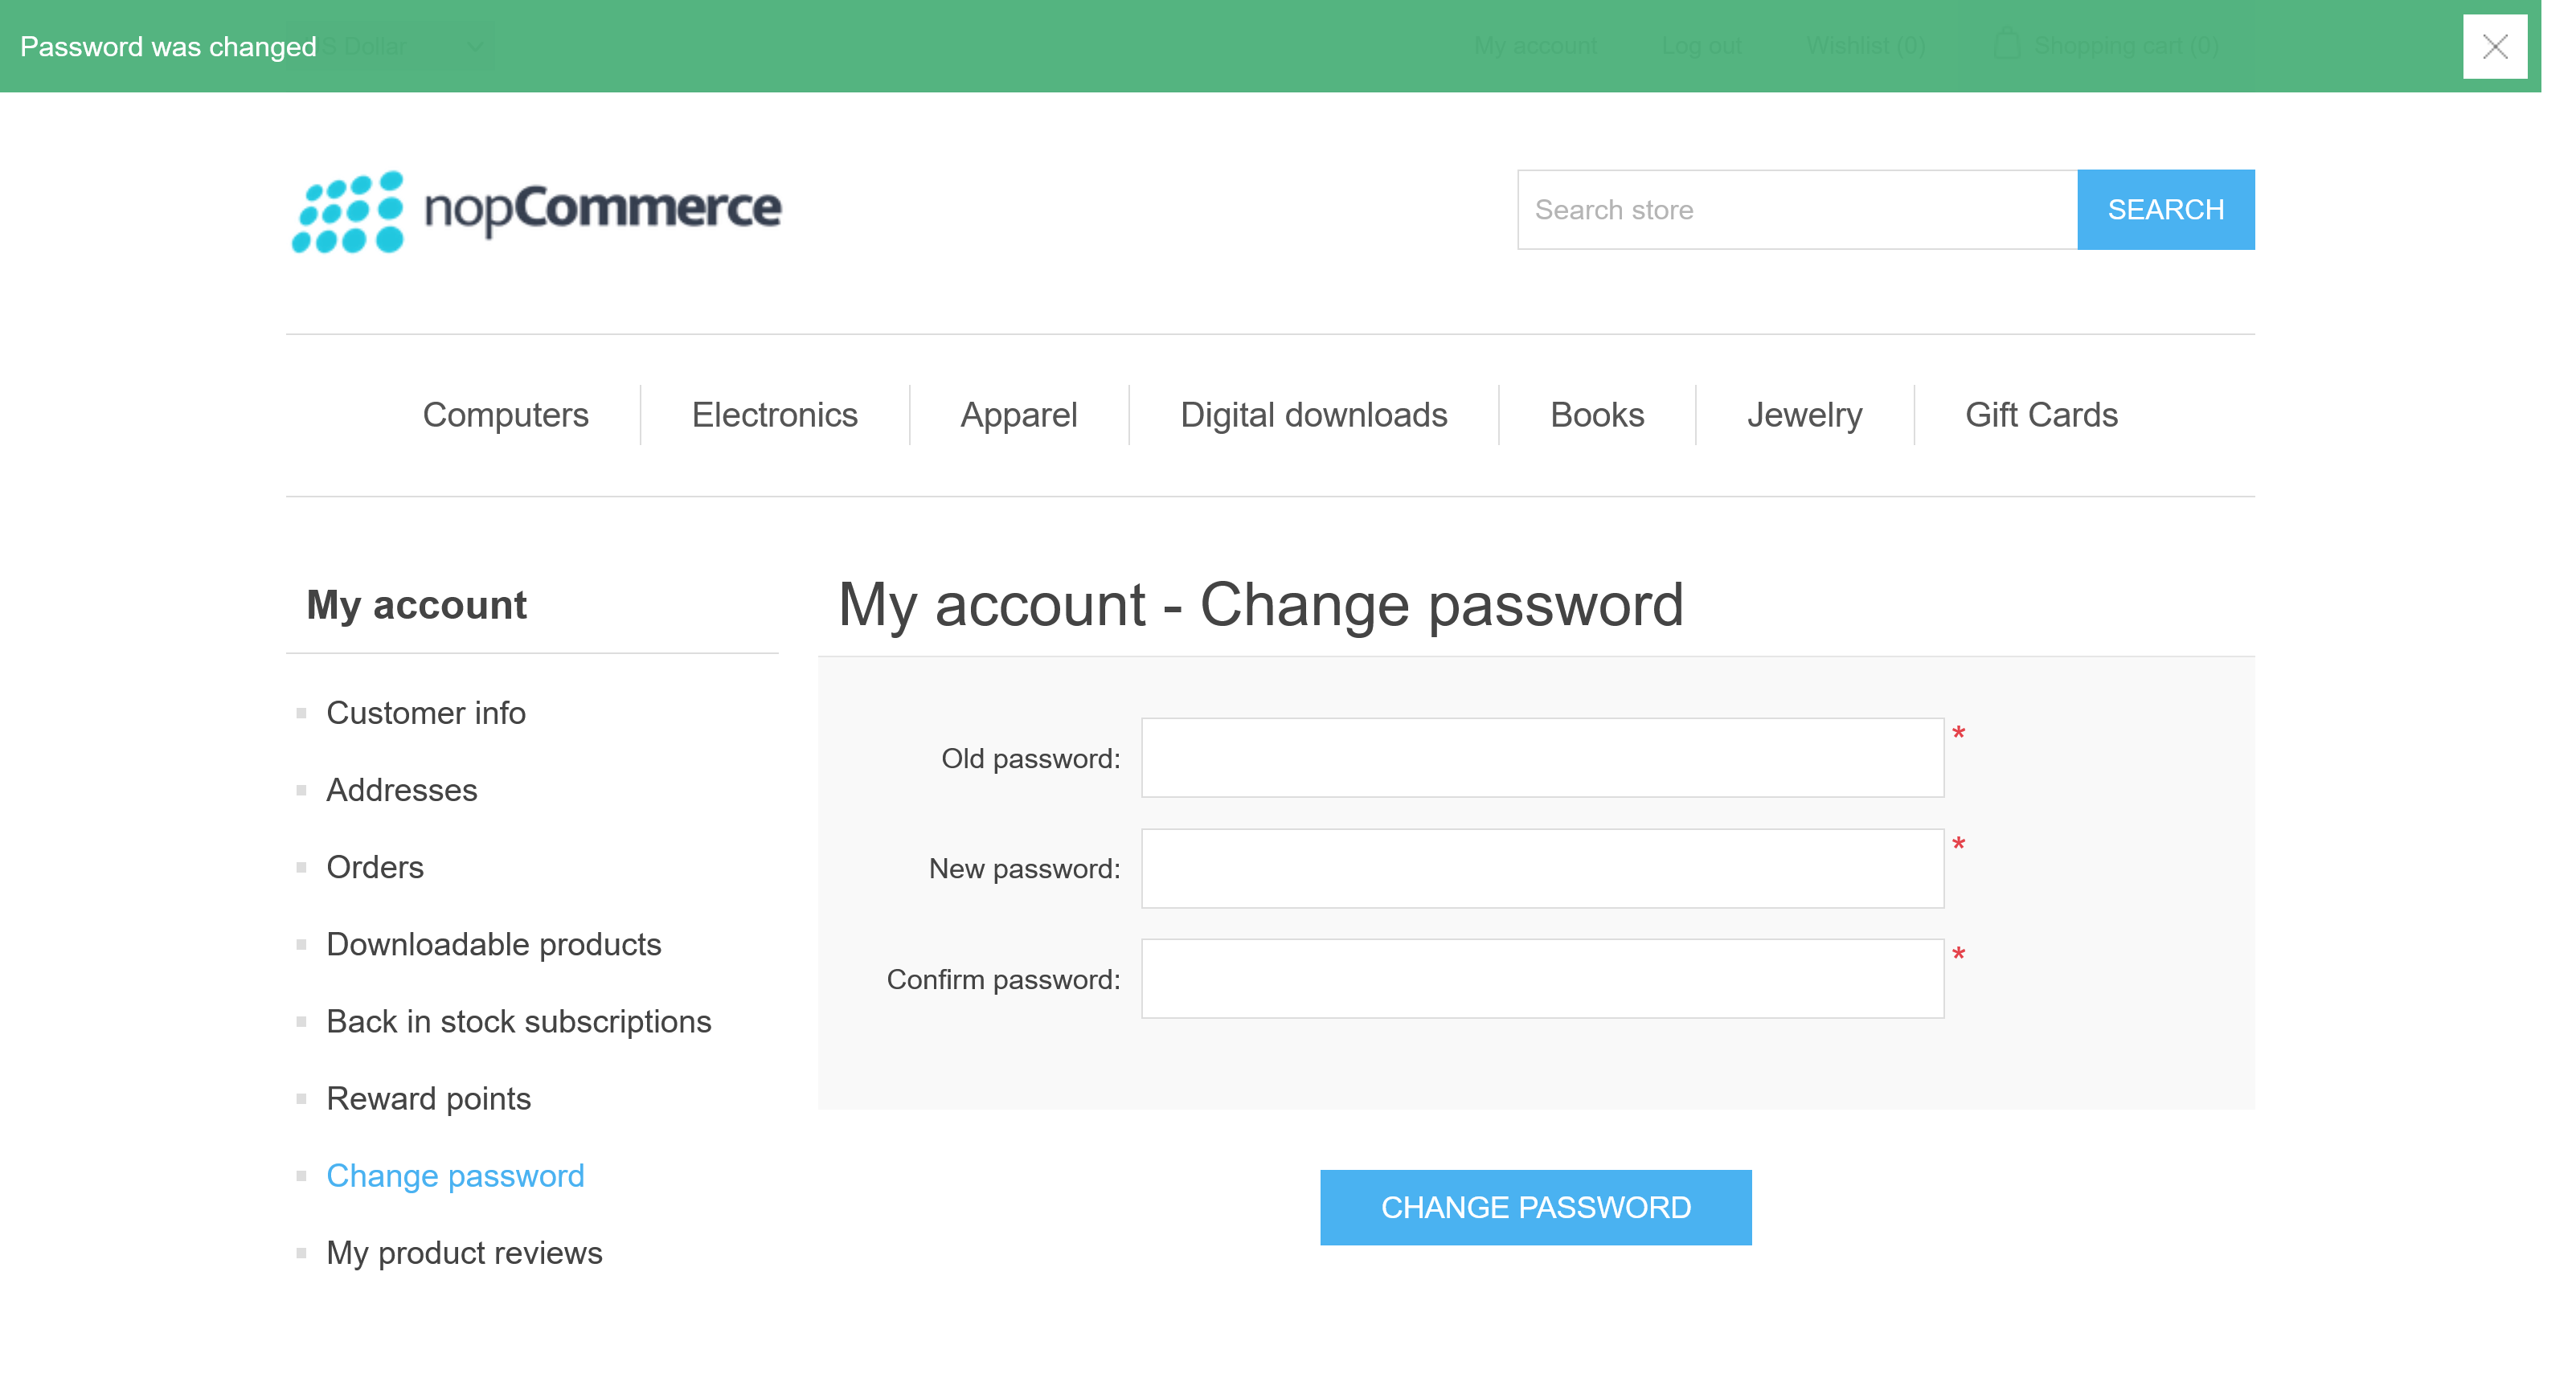 Password was changed
S Dollar
My account Log out Wishlist (0) Shopping cart (0)
nopCommerce
Search store SEARCH
Computers Electronics Apparel Digital downloads Books Jewelry Gift Cards
My account
Customer info
Addresses
Orders
Downloadable products
Back in stock subscriptions
Reward points
Change password
My product reviews
My account - Change password
Old password: *
New password: *
Confirm password: *
CHANGE PASSWORD